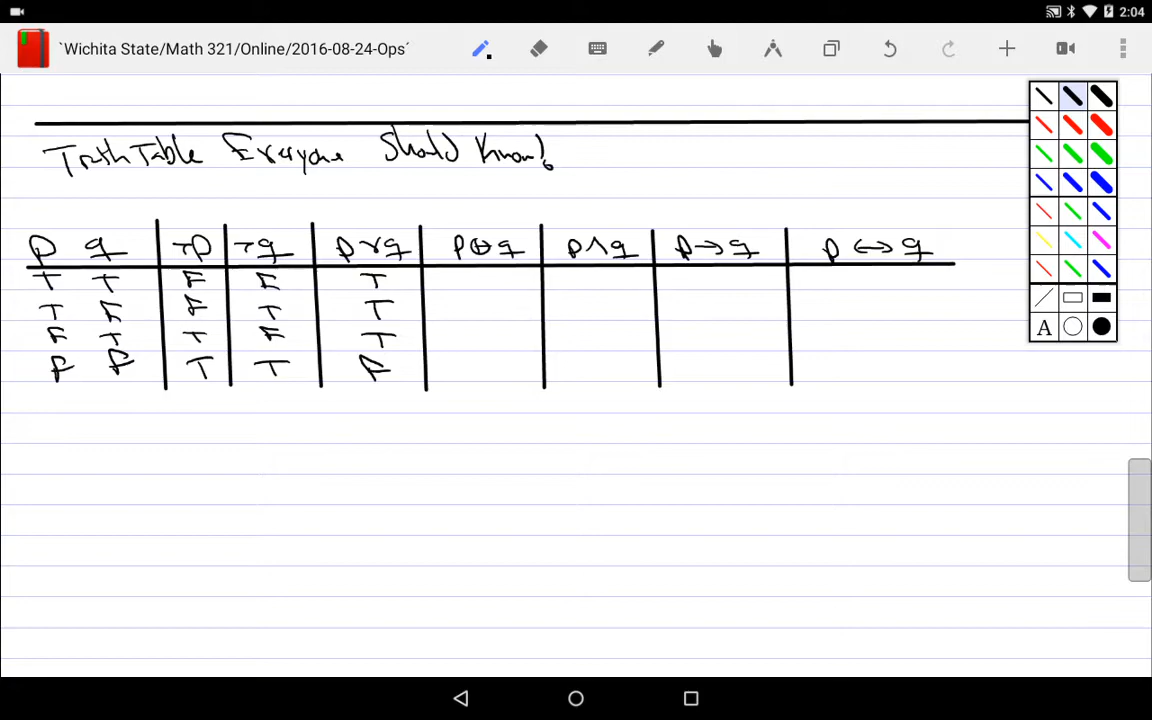 2:04
`Wichita State/Math 321/Online/2016-08-24-Ops´
Truth Table Everyone Should Know!
p q ¬p ¬q p∨q p⊕q p∧q p→q p↔q
T T F F T
T F F T T
F T T F T
F F T T F
A